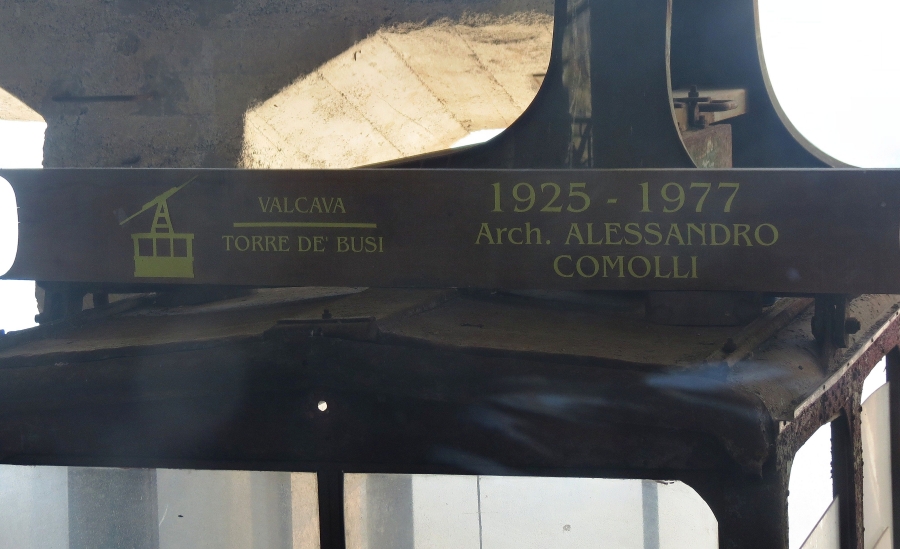 VALCAVA
TORRE DE' BUSI
1925 - 1977
Arch. ALESSANDRO
COMOLLI